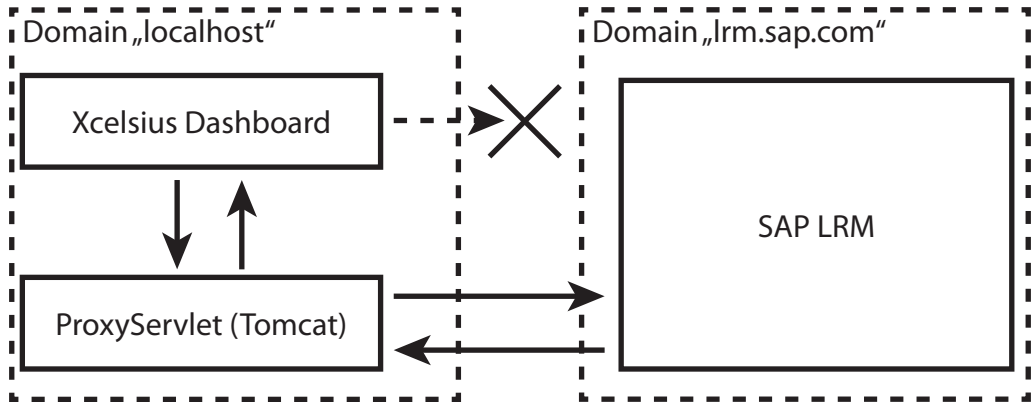 Domain „localhost“
Domain „lrm.sap.com“
Xcelsius Dashboard
SAP LRM
ProxyServlet (Tomcat)